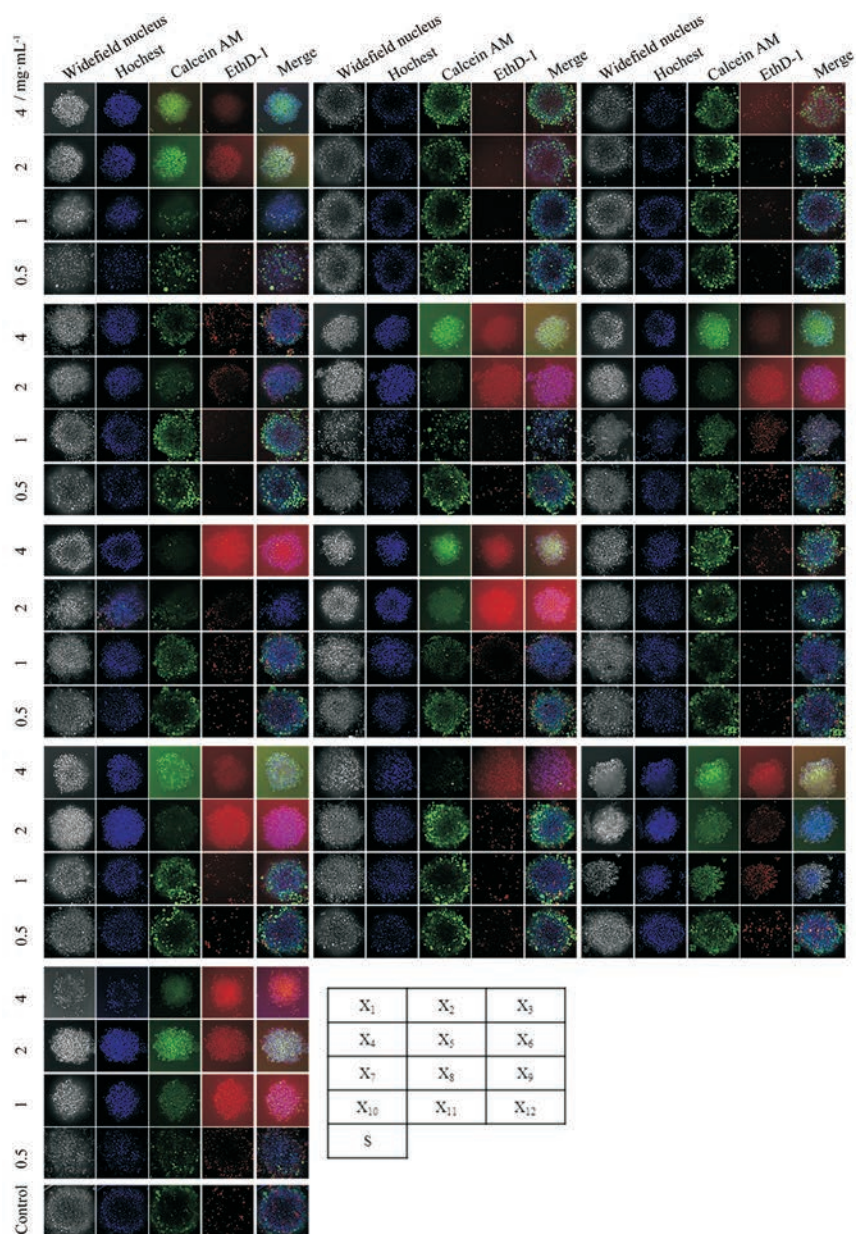 Widefield nucleus Hochest Calcein AM EthD-1 Merge Widefield nucleus Hochest Calcein AM EthD-1 Merge Widefield nucleus Hochest Calcein AM EthD-1 Merge
4 / mg·mL⁻¹
2
1
0.5
4
2
1
0.5
4
2
1
0.5
4
2
1
0.5
4
2
1
0.5
Control
X₁ X₂ X₃
X₄ X₅ X₆
X₇ X₈ X₉
X₁₀ X₁₁ X₁₂
S